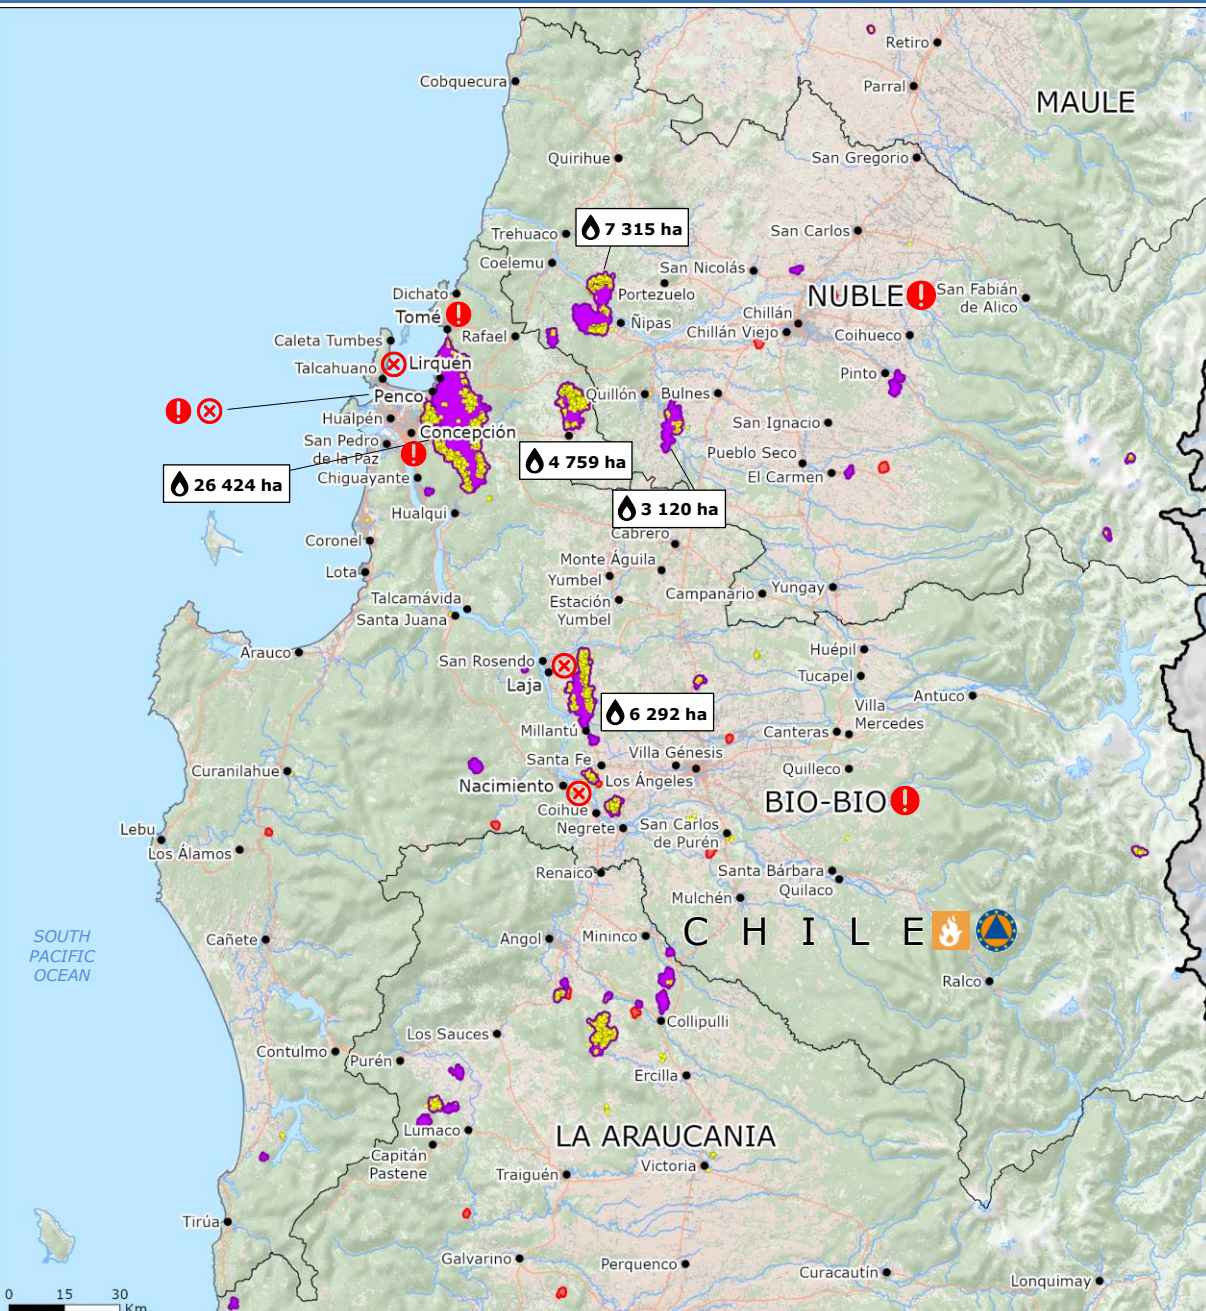 Retiro
Cobquecura
Parral
MAULE
Quirihue
San Gregorio
7 315 ha
Trehuaco
San Carlos
Coelemu
San Nicolás
Dichato
Portezuelo
NUBLE
San Fabián
de Alico
Tomé
Ñipas
Chillán
Chillán Viejo
Coihueco
Caleta Tumbes
Rafael
Talcahuano
Lirquén
Pinto
Penco
Quillón
Bulnes
Hualpén
Concepción
San Ignacio
San Pedro
de la Paz
4 759 ha
Pueblo Seco
El Carmen
26 424 ha
Chiguayante
3 120 ha
Hualqui
Cabrero
Coronel
Monte Águila
Lota
Yumbel
Campanario
Yungay
Talcamávida
Estación
Yumbel
Santa Juana
Arauco
San Rosendo
Huépil
Laja
Tucapel
Antuco
6 292 ha
Villa
Mercedes
Millantú
Canteras
Santa Fe
Villa Génesis
Curanilahue
Quilleco
Nacimiento
Los Ángeles
BIO-BIO
Coihue
Lebu
Negrete
San Carlos
de Purén
Los Álamos
Renaico
Santa Bárbara
Quilaco
Mulchén
SOUTH
PACIFIC
OCEAN
Cañete
Angol
Mininco
CHILE
Ralco
Los Sauces
Collipulli
Contulmo
Purén
Ercilla
Lumaco
LA ARAUCANIA
Capitán
Pastene
Traiguén
Victoria
Tirúa
Galvarino
Perquenco
Curacautín
Lonquimay
0 15 30
Km